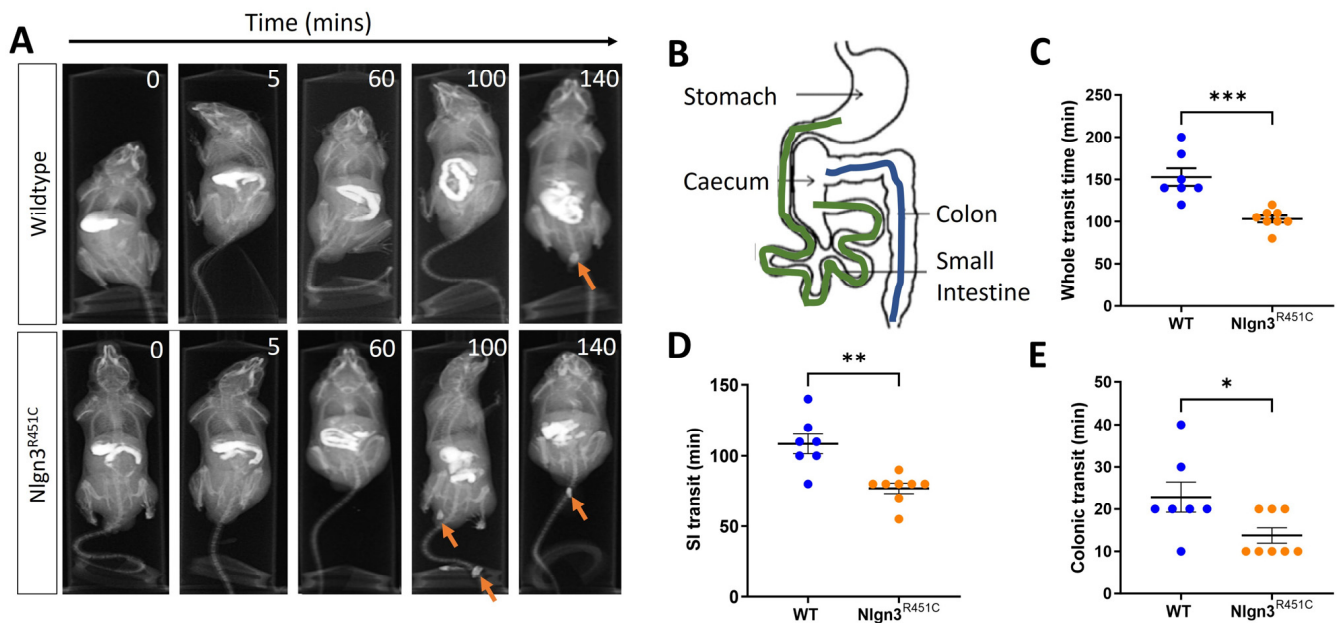 A
Time (mins)
Wildtype
0
5
60
100
140
Nlgn3R451C
0
5
60
100
140
B
Stomach
Caecum
Colon
Small
Intestine
C
Whole transit time (min)
250
200
150
100
50
0
***
WT
Nlgn3R451C
D
SI transit (min)
150
100
50
0
**
WT
Nlgn3R451C
E
Colonic transit (min)
50
40
30
20
10
0
*
WT
Nlgn3R451C